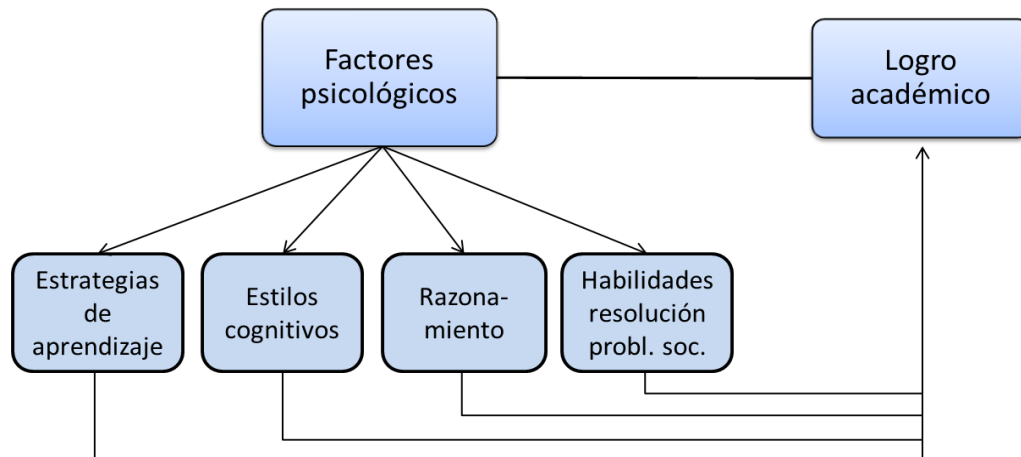 Factores
psicológicos
Logro
académico
Estrategias
de
aprendizaje
Estilos
cognitivos
Razona-
miento
Habilidades
resolución
probl. soc.